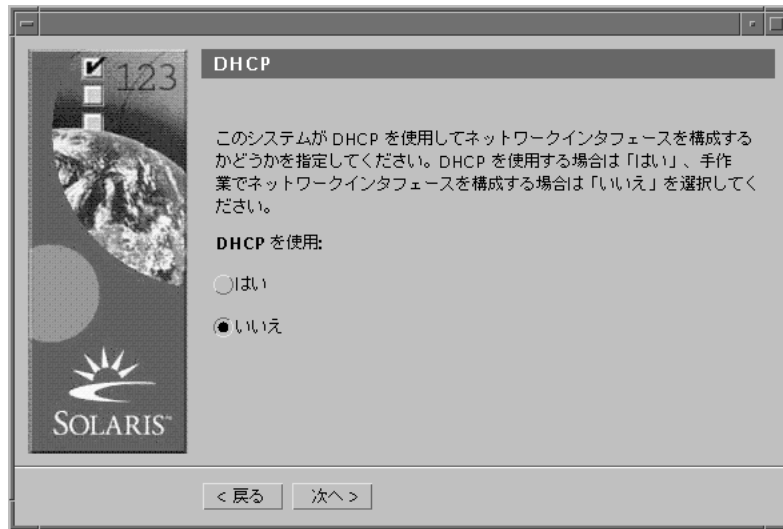 DHCP
123
このシステムが DHCP を使用してネットワークインタフェースを構成する
かどうかを指定してください。DHCP を使用する場合は「はい」、手作
業でネットワークインタフェースを構成する場合は「いいえ」を選択してく
ださい。
DHCP を使用:
はい
いいえ
SOLARIS™
< 戻る
次へ >